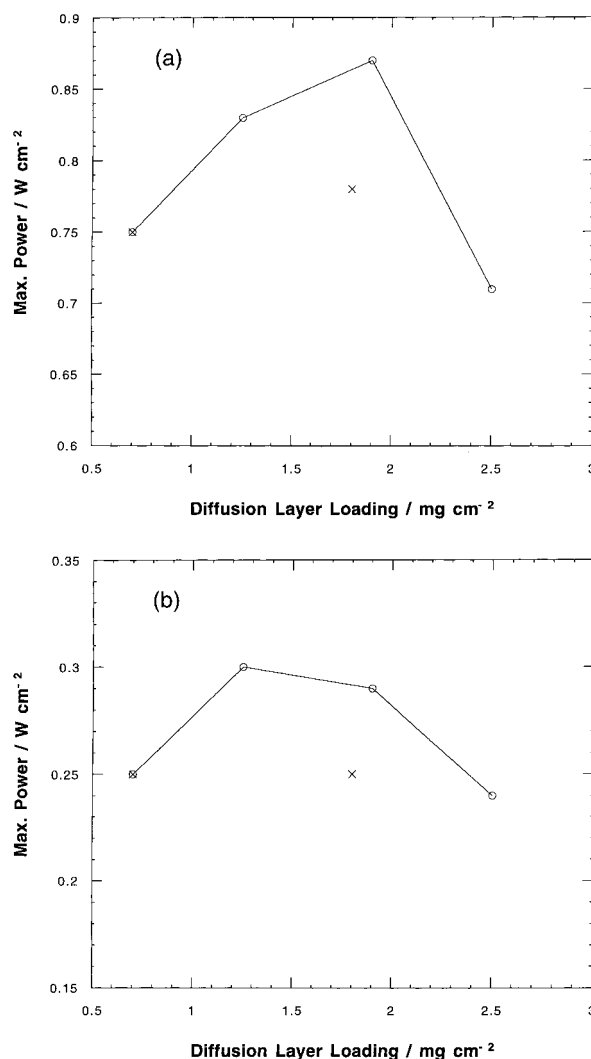 (a)
Max. Power / W cm⁻²
0.9
0.85
0.8
0.75
0.7
0.65
0.6
0.5 1 1.5 2 2.5 3
Diffusion Layer Loading / mg cm⁻²
(b)
Max. Power / W cm⁻²
0.35
0.3
0.25
0.2
0.15
0.5 1 1.5 2 2.5 3
Diffusion Layer Loading / mg cm⁻²